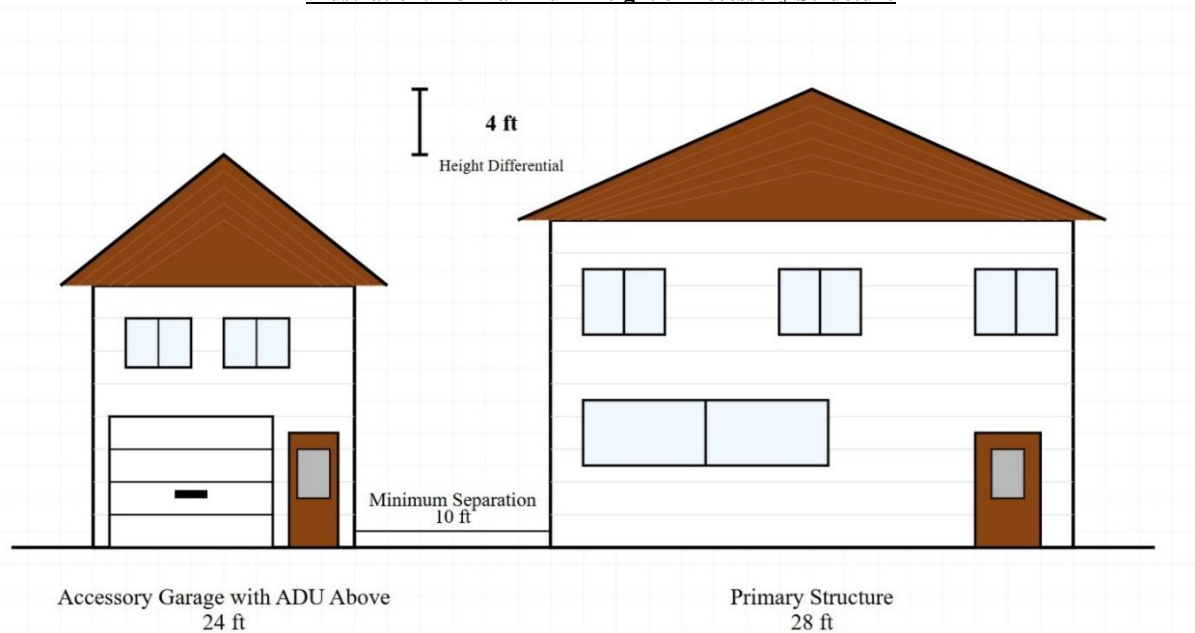 4 ft
Height Differential
Minimum Separation
10 ft
Accessory Garage with ADU Above
24 ft
Primary Structure
28 ft